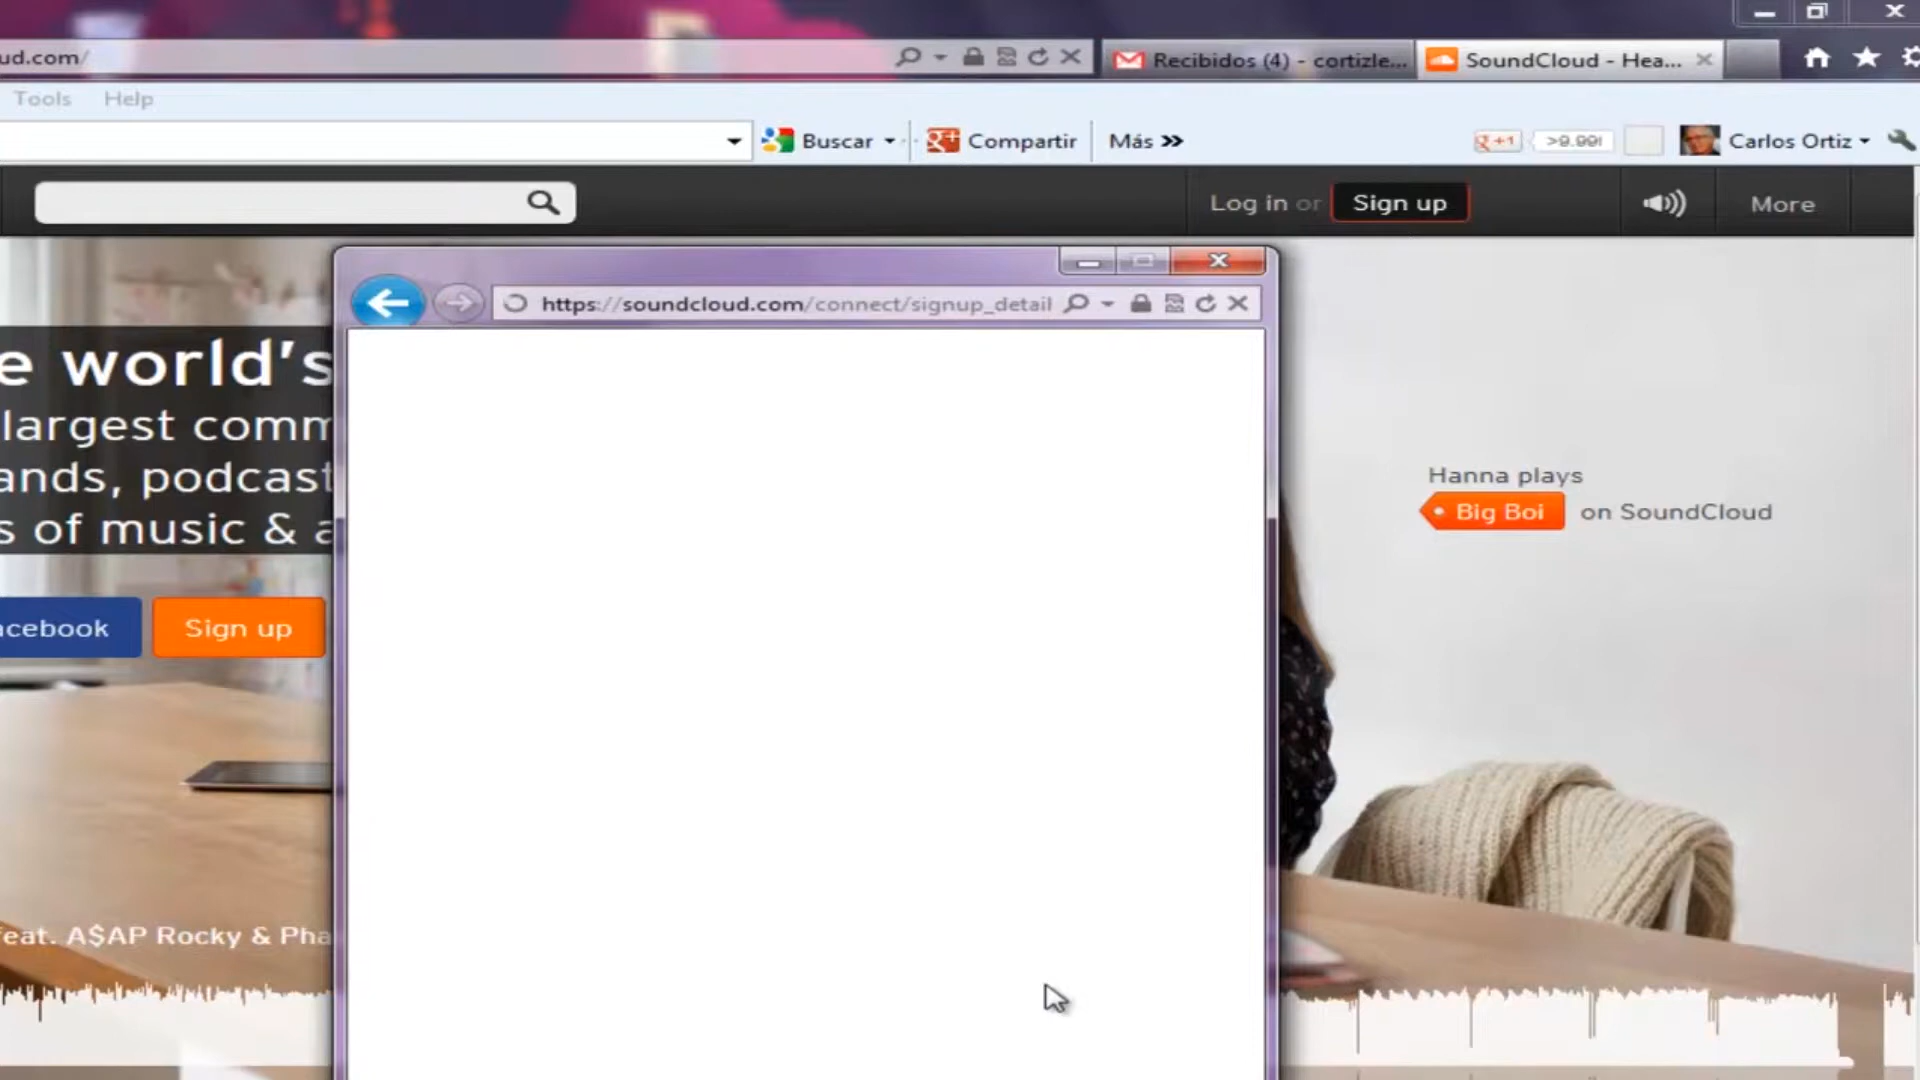 ud.com/
Recibidos (4) - cortizle...
SoundCloud - Hea...
Tools Help
Buscar
Compartir
Más
+1
Carlos Ortiz
Log in or Sign up
More
https://soundcloud.com/connect/signup_detail
e world's
largest comm
ands, podcast
s of music & a
Hanna plays
Big Boi on SoundCloud
acebook
Sign up
feat. A$AP Rocky & Pha